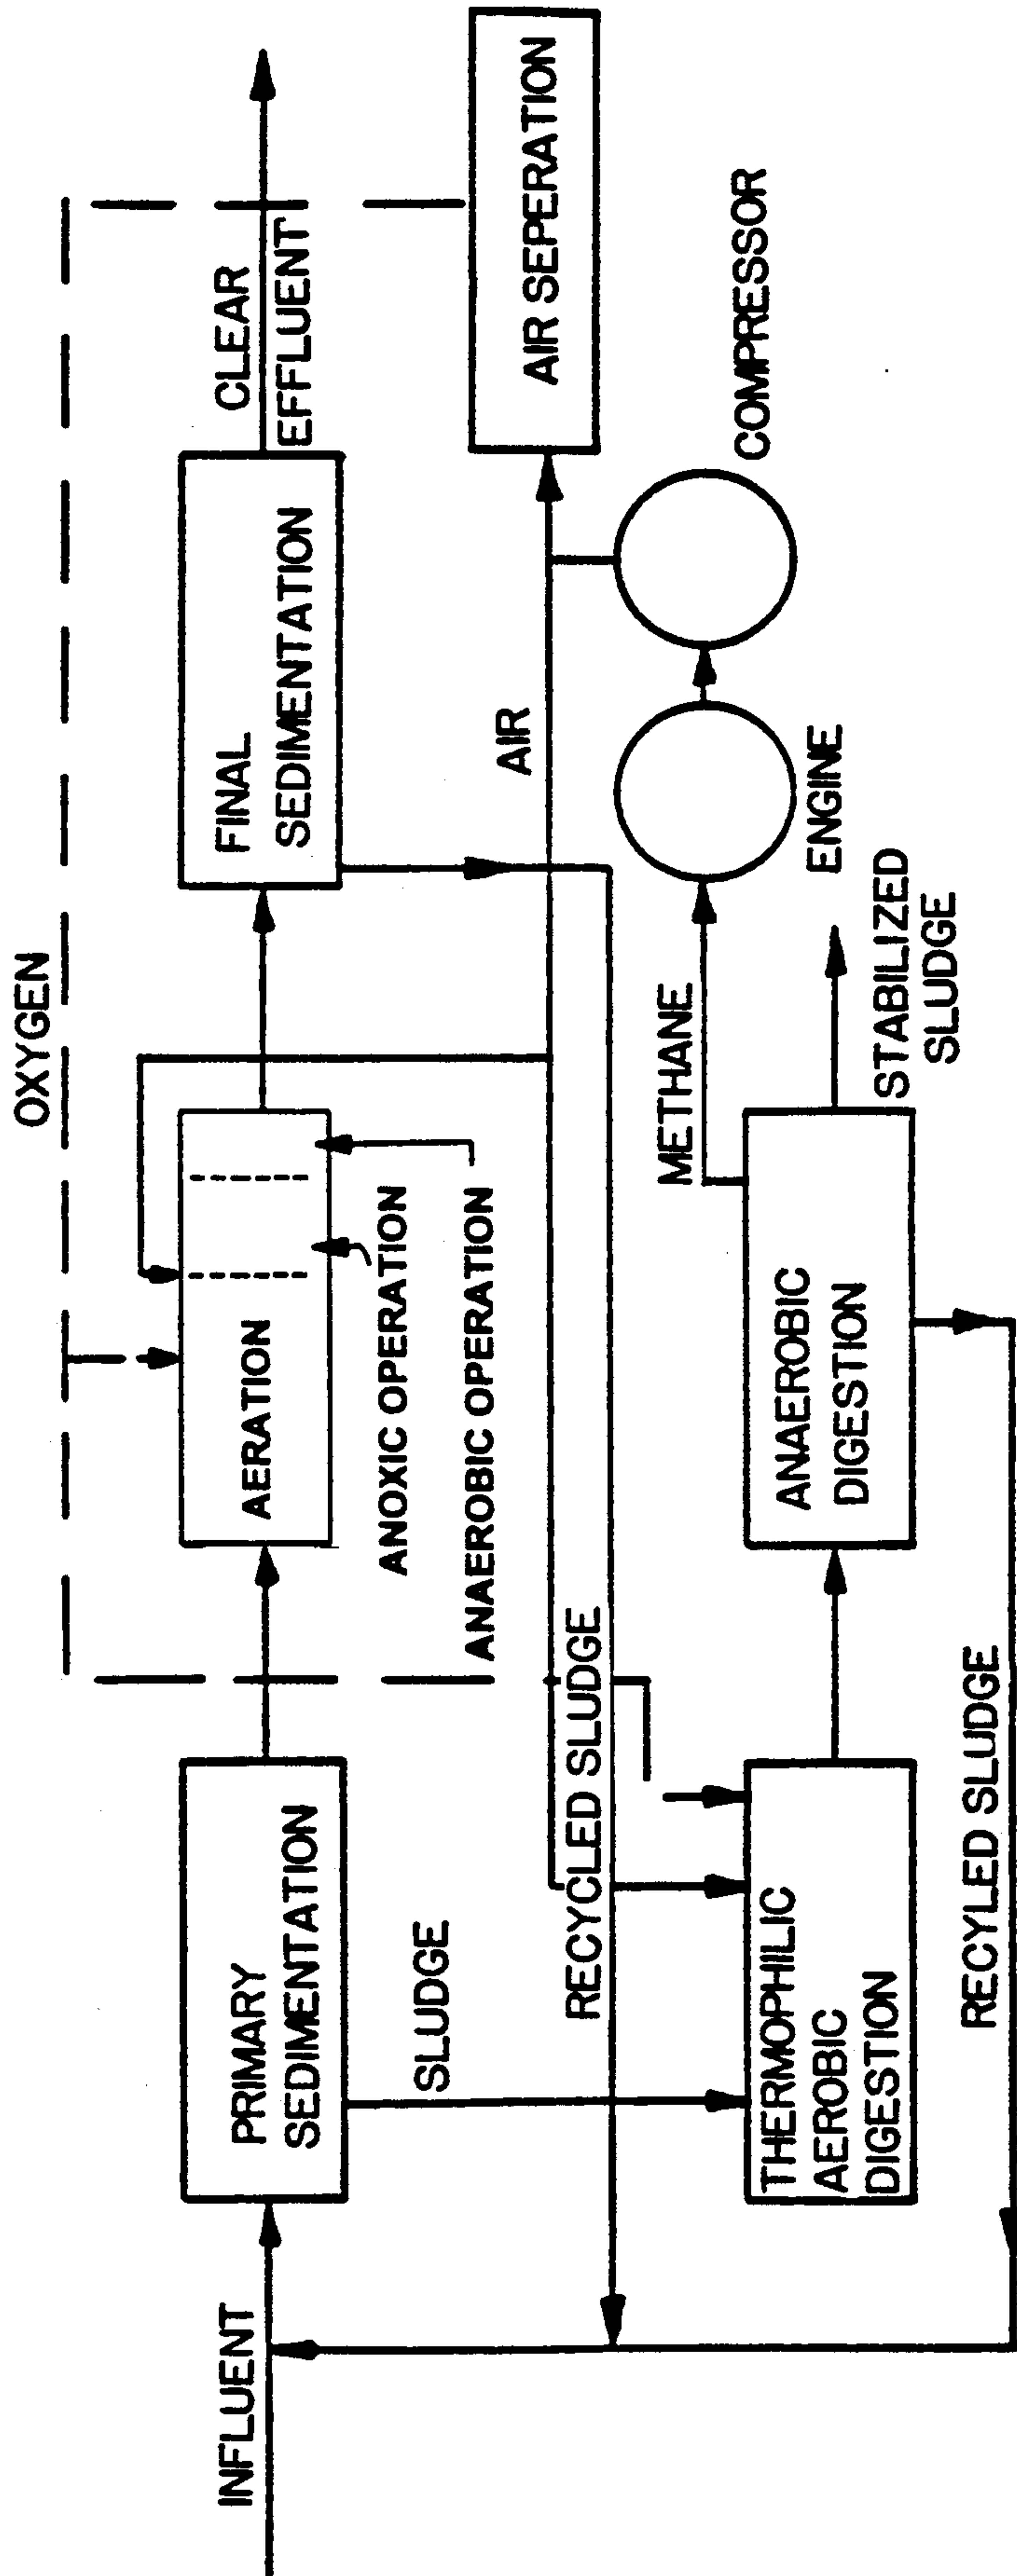 OXYGEN
CLEAR
EFFLUENT
INFLUENT
PRIMARY
SEDIMENTATION
AERATION
FINAL
SEDIMENTATION
ANOXIC OPERATION
ANAEROBIC OPERATION
SLUDGE
AIR
AIR SEPERATION
RECYCLED SLUDGE
METHANE
COMPRESSOR
ENGINE
THERMOPHILIC
AEROBIC
DIGESTION
ANAEROBIC
DIGESTION
STABILIZED
SLUDGE
RECYLED SLUDGE